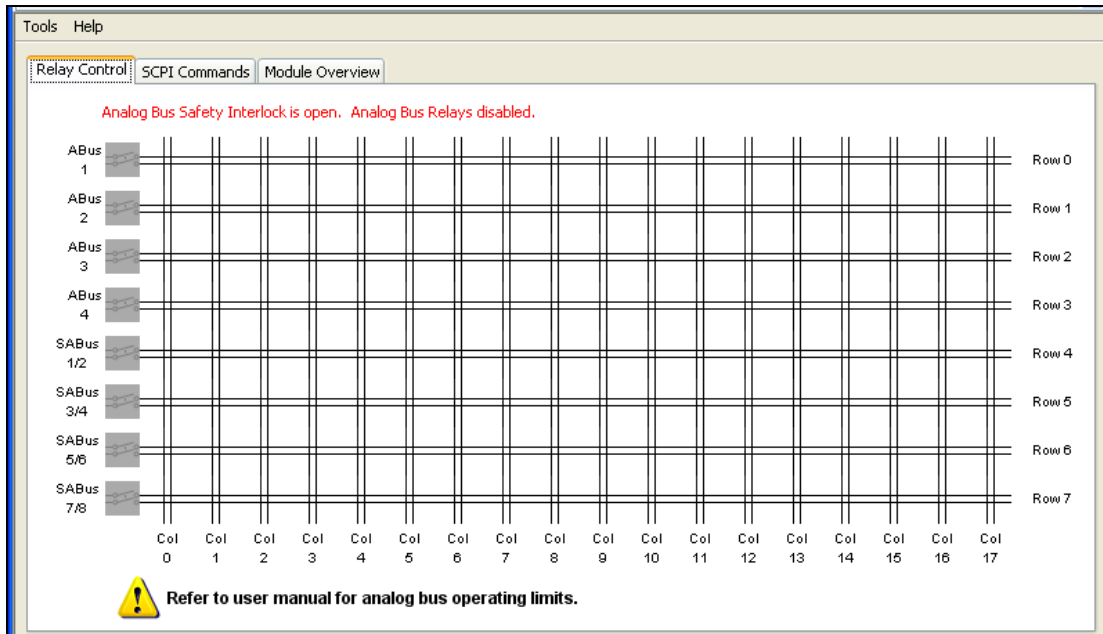 Tools Help
Relay Control SCPI Commands Module Overview
Analog Bus Safety Interlock is open. Analog Bus Relays disabled.
ABus 1 Row 0
ABus 2 Row 1
ABus 3 Row 2
ABus 4 Row 3
SABus 1/2 Row 4
SABus 3/4 Row 5
SABus 5/6 Row 6
SABus 7/8 Row 7
Col Col Col Col Col Col Col Col Col Col Col Col Col Col Col Col Col Col
0 1 2 3 4 5 6 7 8 9 10 11 12 13 14 15 16 17
Refer to user manual for analog bus operating limits.